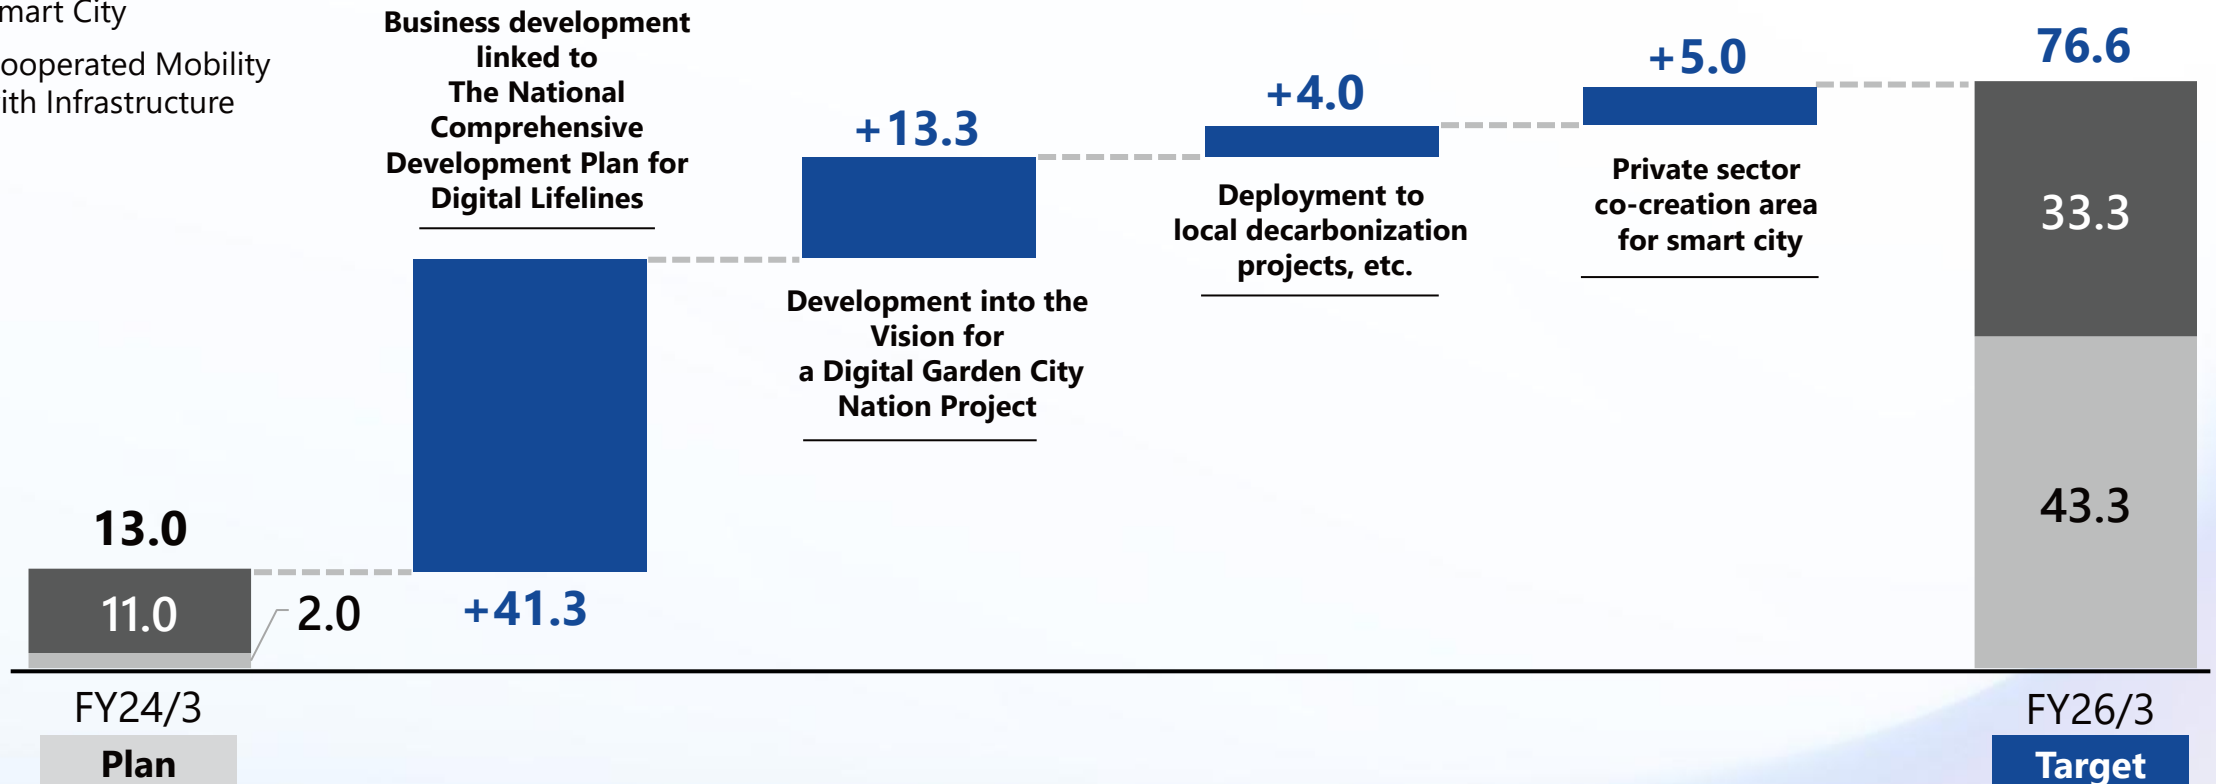 mart City
ooperated Mobility
ith Infrastructure
Business development
linked to
The National
Comprehensive
Development Plan for
Digital Lifelines
+41.3
+13.3
Development into the
Vision for
a Digital Garden City
Nation Project
+4.0
Deployment to
local decarbonization
projects, etc.
+5.0
Private sector
co-creation area
for smart city
76.6
33.3
43.3
13.0
11.0
2.0
FY24/3
Plan
FY26/3
Target